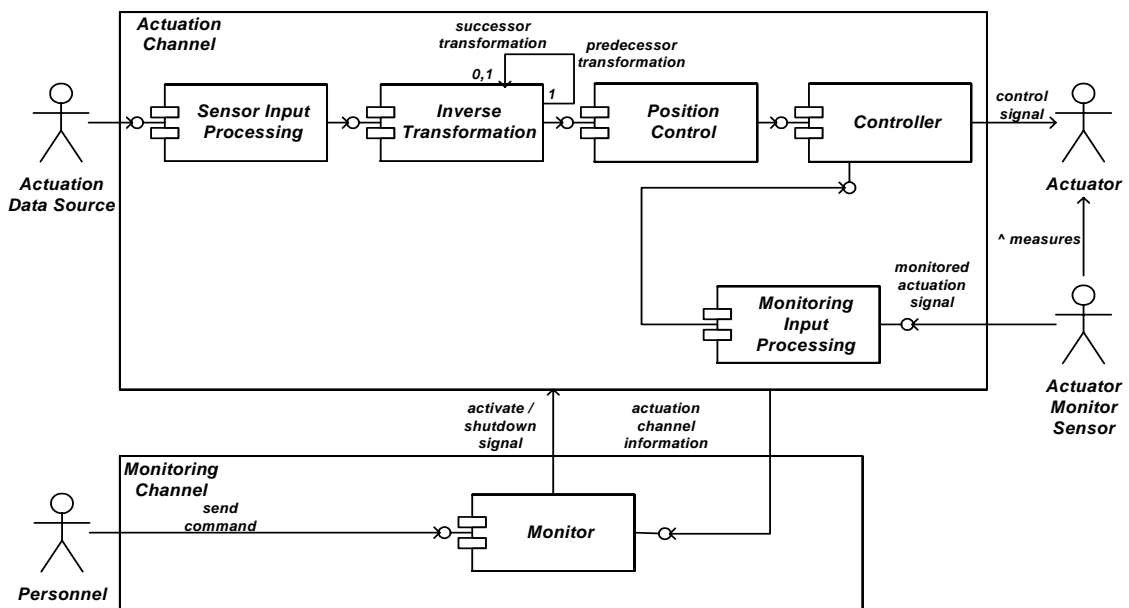 Actuation
Channel
successor
transformation
predecessor
transformation
0,1
1
Sensor Input
Processing
Inverse
Transformation
Position
Control
Controller
control
signal
Actuation
Data Source
Actuator
^ measures
monitored
actuation
signal
Monitoring
Input
Processing
Actuator
Monitor
Sensor
activate /
shutdown
signal
actuation
channel
information
Monitoring
Channel
send
command
Monitor
Personnel